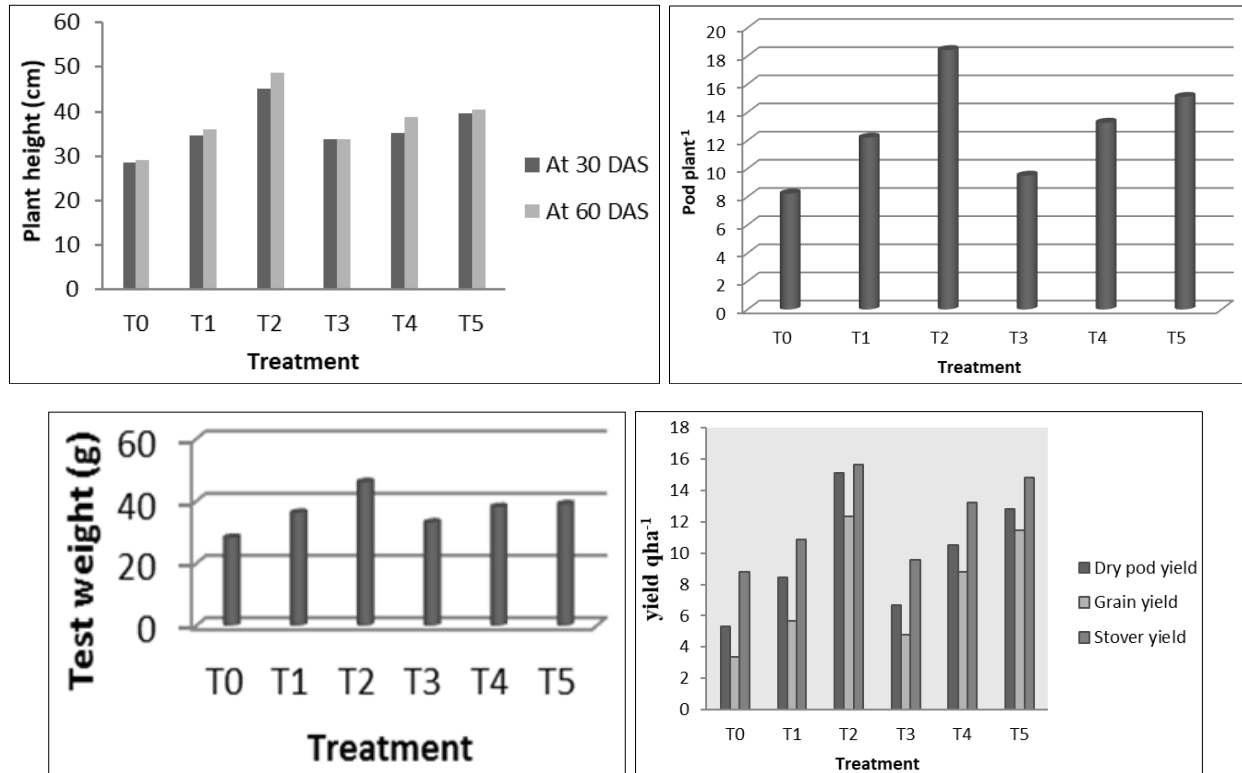 Plant height (cm)
60
50
40
30
20
10
0
T0 T1 T2 T3 T4 T5
Treatment
At 30 DAS
At 60 DAS
Pod plant⁻¹
20
18
16
14
12
10
8
6
4
2
0
T0 T1 T2 T3 T4 T5
Treatment
Test weight (g)
60
40
20
0
T0 T1 T2 T3 T4 T5
Treatment
yield qha⁻¹
18
16
14
12
10
8
6
4
2
0
T0 T1 T2 T3 T4 T5
Treatment
Dry pod yield
Grain yield
Stover yield